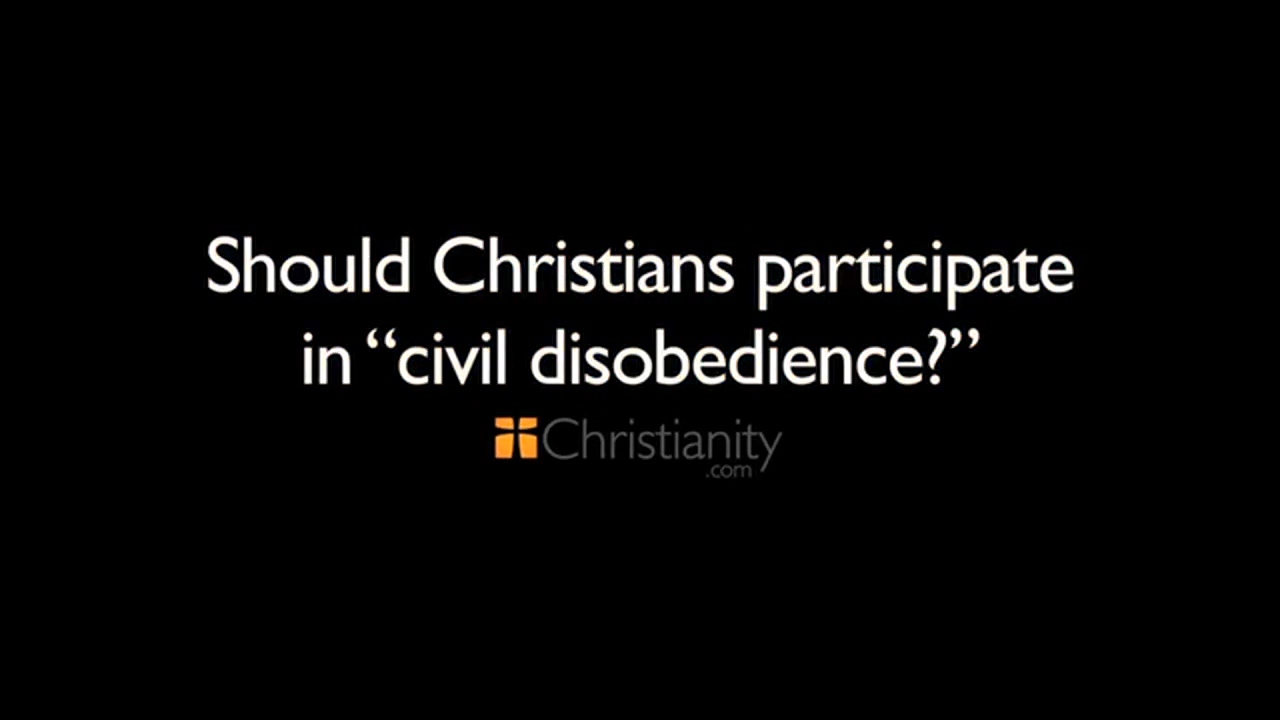 Should Christians participate
in “civil disobedience?”
Christianity
.com